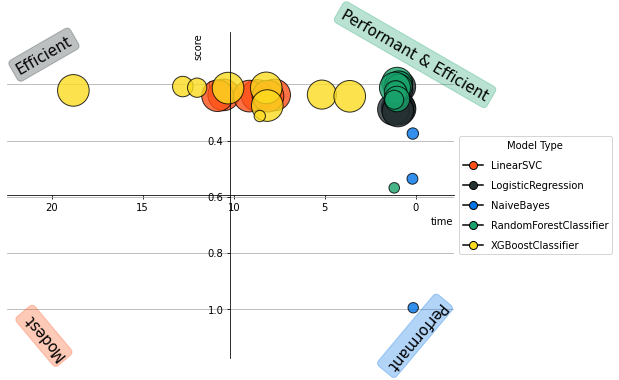 Efficient
Performant & Efficient
score
0.4
0.6
0.8
1.0
20
15
10
5
0
time
Model Type
LinearSVC
LogisticRegression
NaiveBayes
RandomForestClassifier
XGBoostClassifier
Modest
Performant